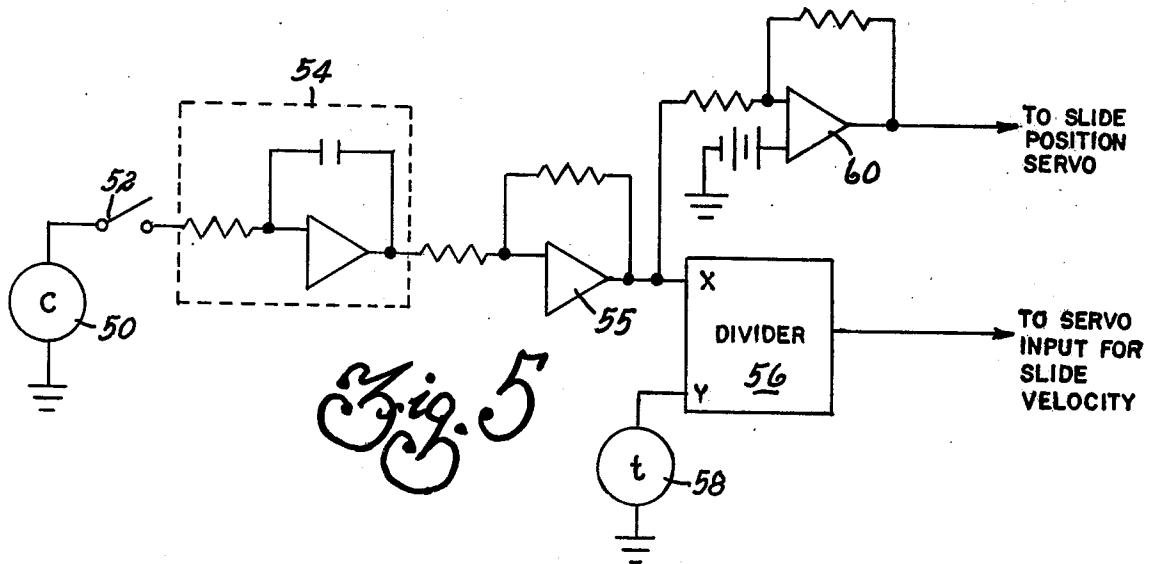 54
52
C
50
55
60
TO SLIDE
POSITION
SERVO
X
DIVIDER
56
Y
t
58
TO SERVO
INPUT FOR
SLIDE
VELOCITY
Fig. 5